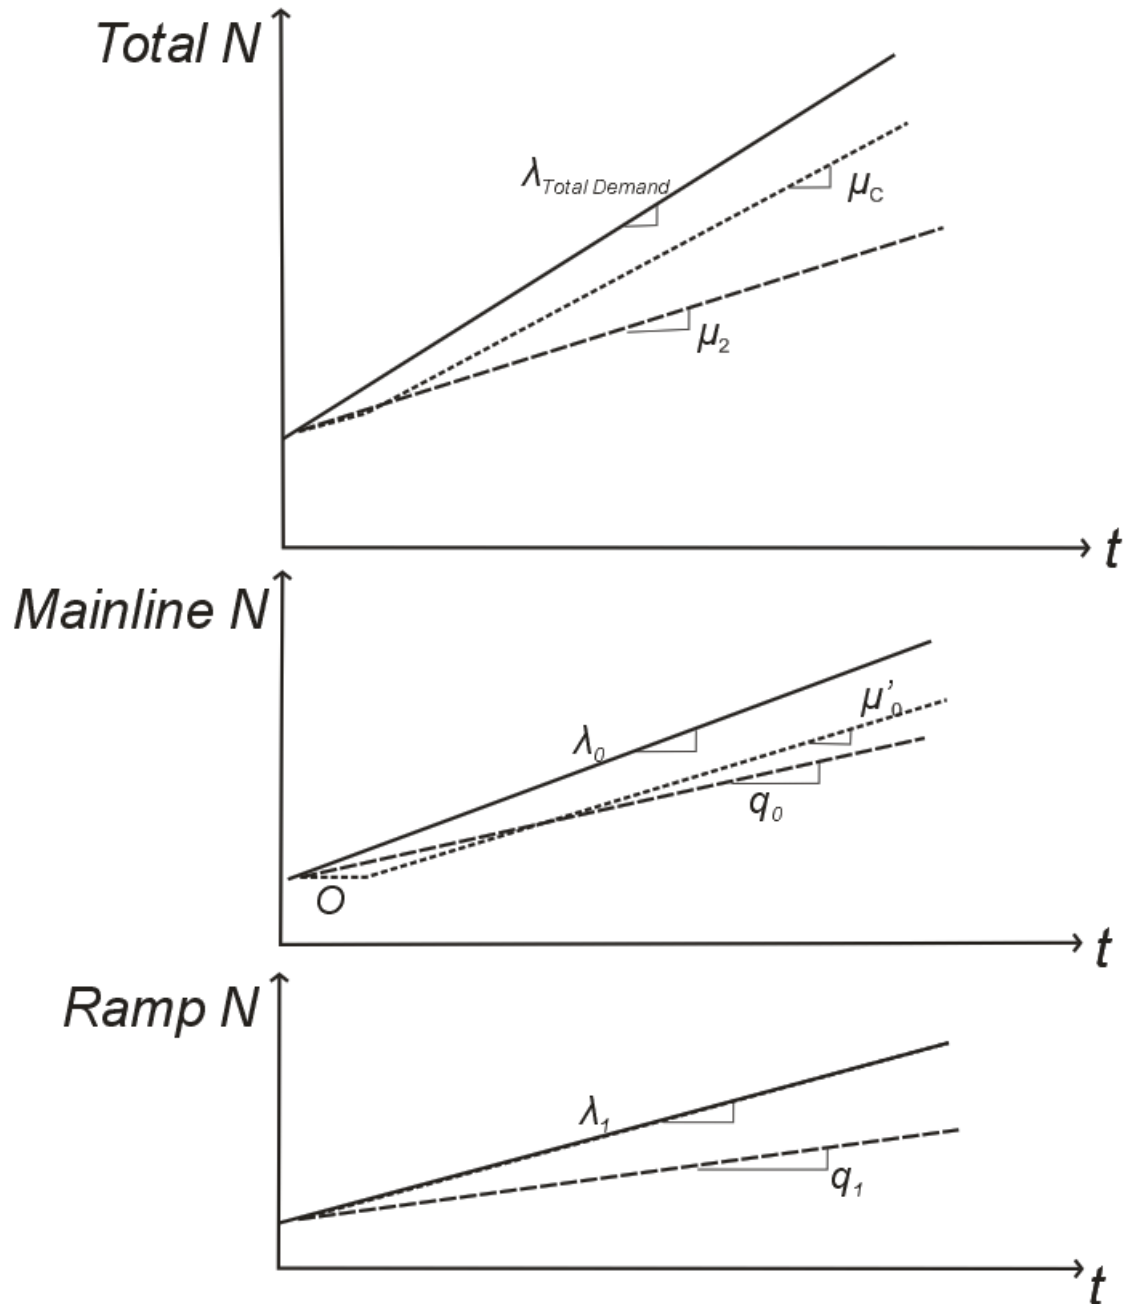 Total N
λTotal Demand
μC
μ2
t
Mainline N
μ’0
λ0
q0
O
t
Ramp N
λ1
q1
t